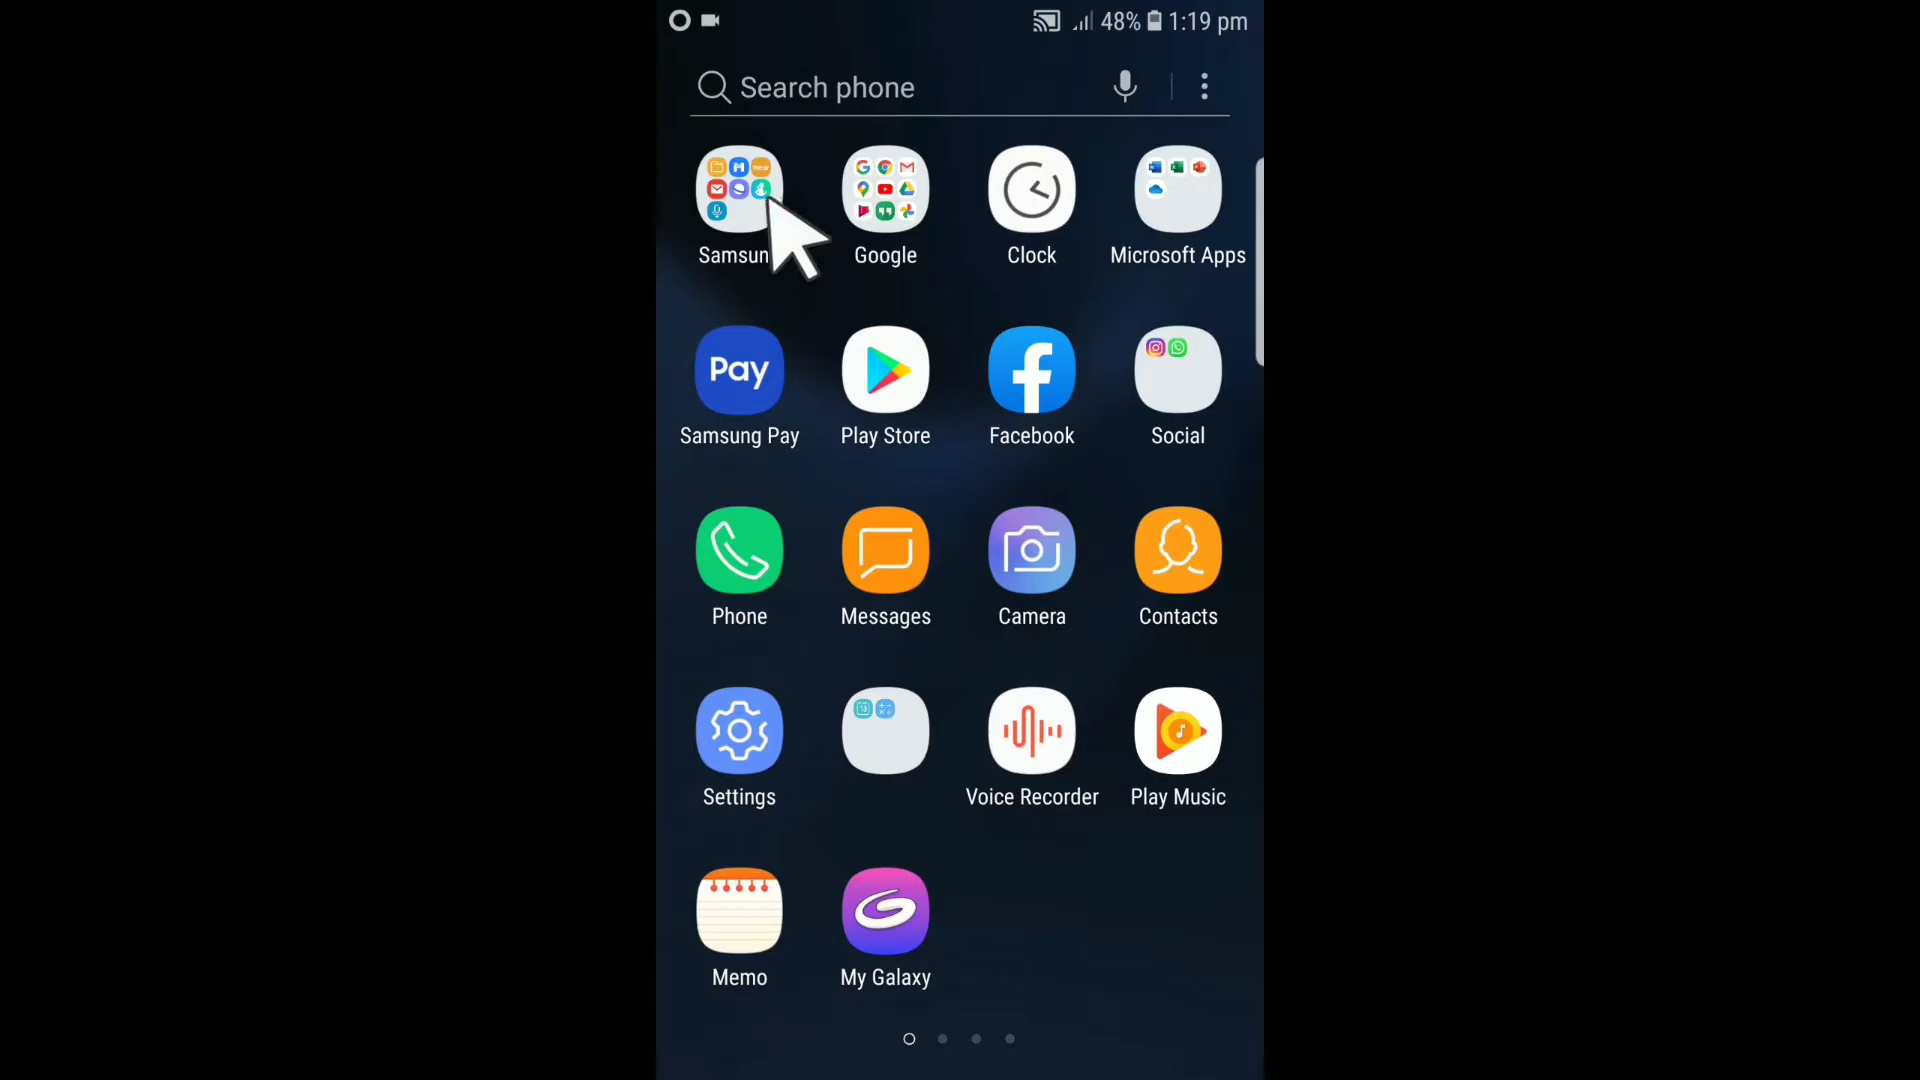 48% 1:19 pm
Search phone
Samsun
Google
Clock
Microsoft Apps
Pay
Samsung Pay
Play Store
Facebook
Social
Phone
Messages
Camera
Contacts
Settings
Voice Recorder
Play Music
Memo
My Galaxy